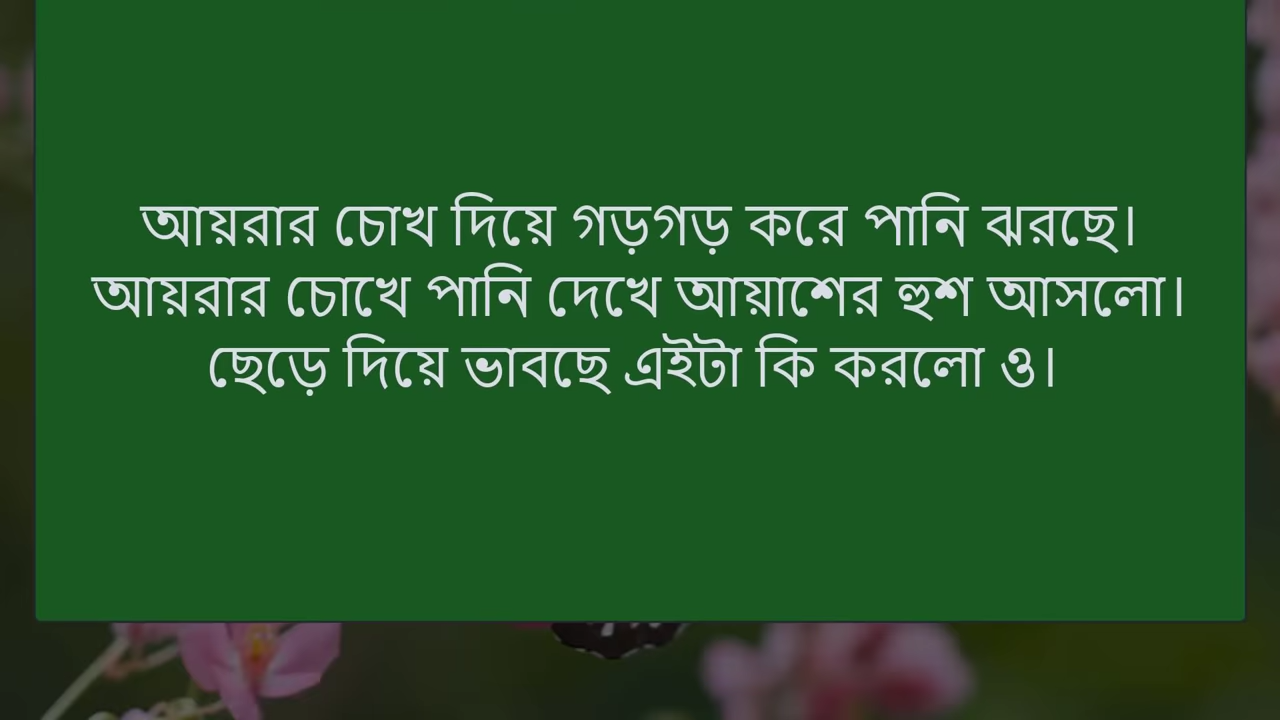 আয়রার চোখ দিয়ে গড়গড় করে পানি ঝরছে।
আয়রার চোখে পানি দেখে আয়াশের হুশ আসলো।
ছেড়ে দিয়ে ভাবছে এইটা কি করলো ও।